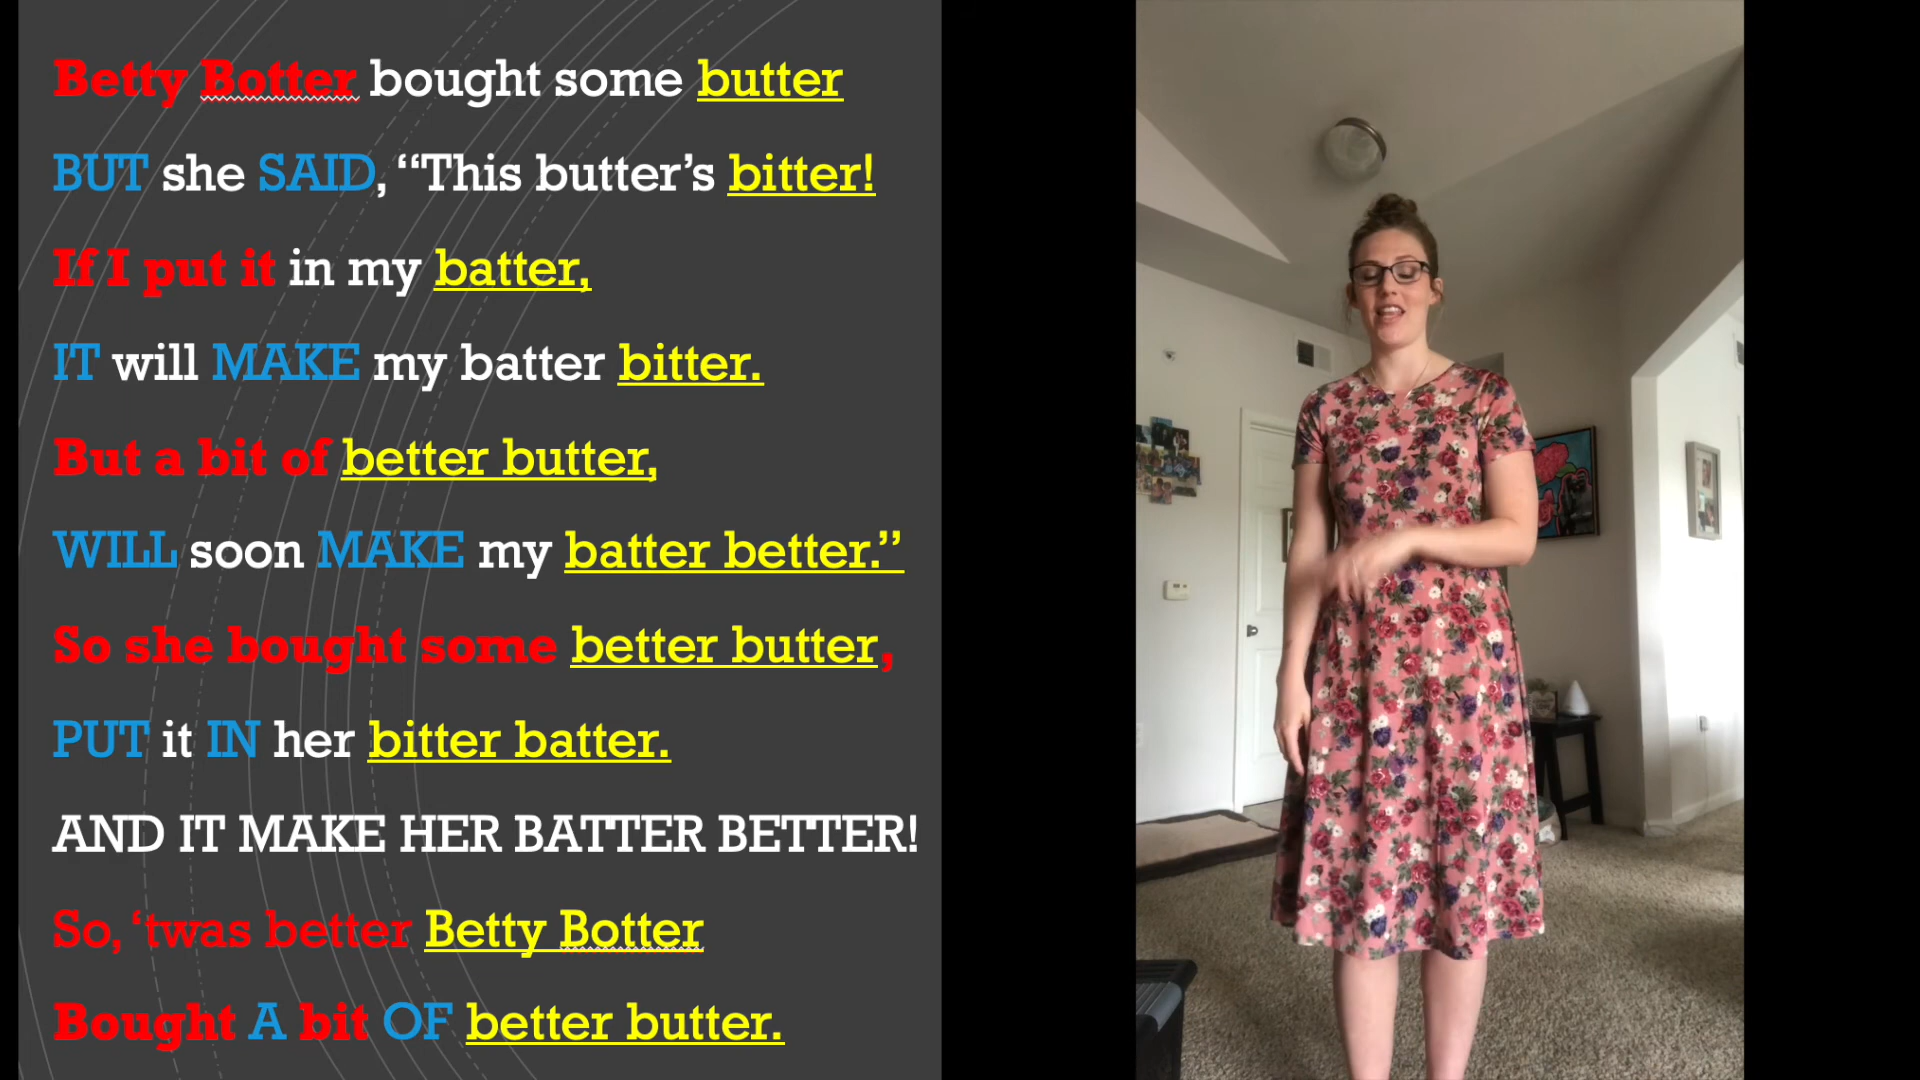 Betty Botter bought some butter
BUT she SAID, “This butter’s bitter!
If I put it in my batter,
IT will MAKE my batter bitter.
But a bit of better butter,
WILL soon MAKE my batter better.”
So she bought some better butter,
PUT it IN her bitter batter.
AND IT MAKE HER BATTER BETTER!
So, ‘twas better Betty Botter
Bought A bit OF better butter.